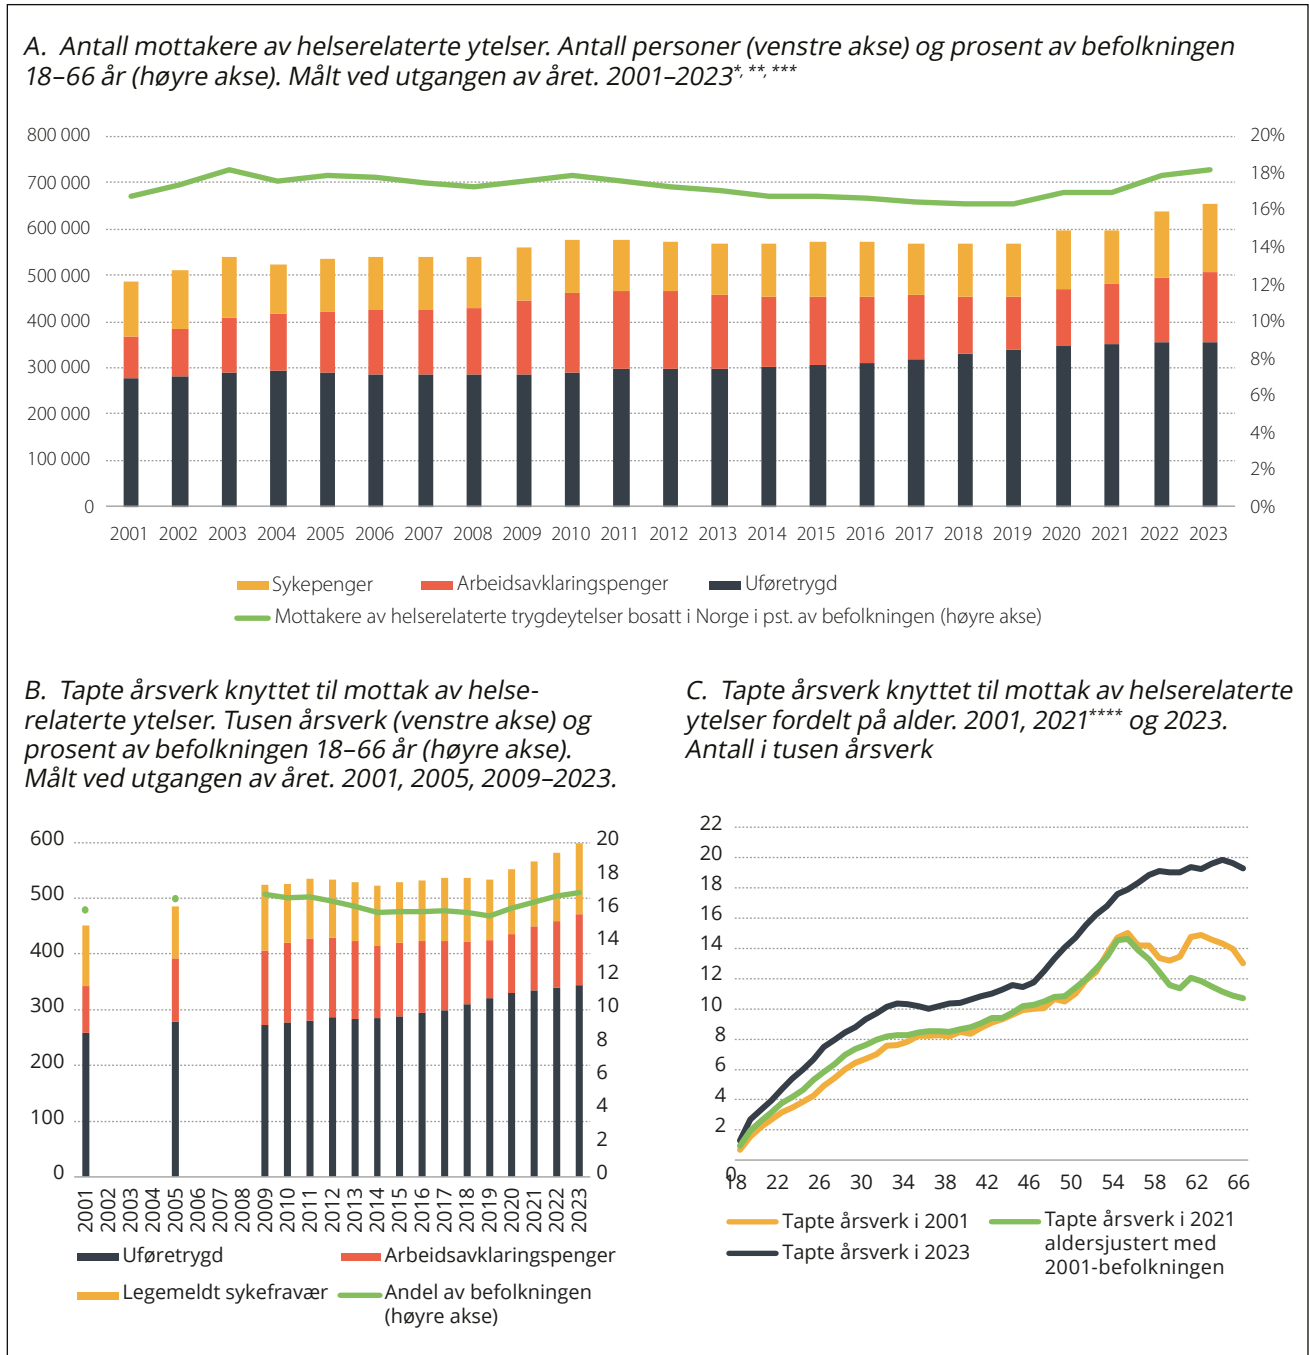 A. Antall mottakere av helserelaterte ytelser. Antall personer (venstre akse) og prosent av befolkningen
18–66 år (høyre akse). Målt ved utgangen av året. 2001–2023*, **, ***
800 000
700 000
600 000
500 000
400 000
300 000
200 000
100 000
0
20%
18%
16%
14%
12%
10%
8%
6%
4%
2%
0%
2001 2002 2003 2004 2005 2006 2007 2008 2009 2010 2011 2012 2013 2014 2015 2016 2017 2018 2019 2020 2021 2022 2023
Sykepenger Arbeidsavklaringspenger Uføretrygd
Mottakere av helserelaterte trygdeytelser bosatt i Norge i pst. av befolkningen (høyre akse)
B. Tapte årsverk knyttet til mottak av helse-
relaterte ytelser. Tusen årsverk (venstre akse) og
prosent av befolkningen 18–66 år (høyre akse).
Målt ved utgangen av året. 2001, 2005, 2009–2023.
600
500
400
300
200
100
0
20
18
16
14
12
10
8
6
4
2
0
2001 2002 2003 2004 2005 2006 2007 2008 2009 2010 2011 2012 2013 2014 2015 2016 2017 2018 2019 2020 2021 2022 2023
Uføretrygd Arbeidsavklaringspenger
Legemeldt sykefravær Andel av befolkningen
(høyre akse)
C. Tapte årsverk knyttet til mottak av helserelaterte
ytelser fordelt på alder. 2001, 2021**** og 2023.
Antall i tusen årsverk
22
20
18
16
14
12
10
8
6
4
2
0
18 22 26 30 34 38 42 46 50 54 58 62 66
Tapte årsverk i 2001 Tapte årsverk i 2021
Tapte årsverk i 2023 aldersjustert med
2001-befolkningen